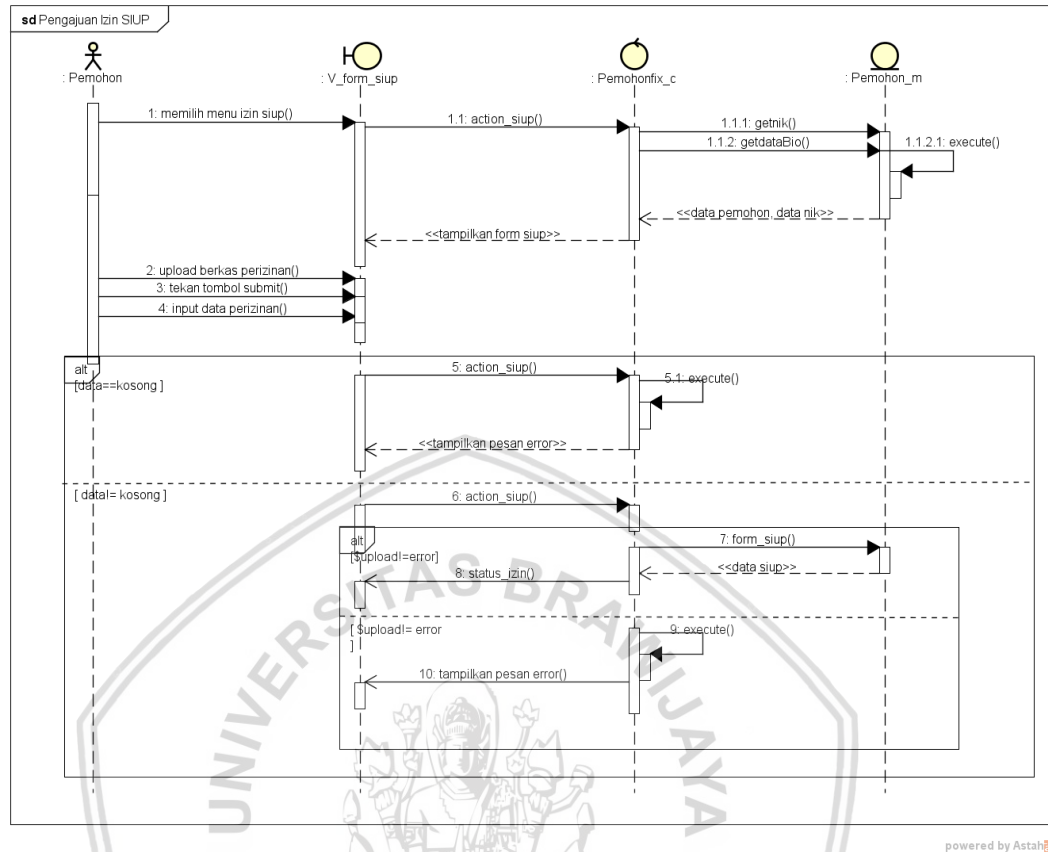 sd Pengajuan Izin SIUP
: Pemohon
: V_form_siup
: Pemohonfix_c
: Pemohon_m
1: memilih menu izin siup()
1.1: action_siup()
1.1.1: getnik()
1.1.2: getdataBio()
1.1.2.1: execute()
<<data pemohon, data nik>>
<<tampilkan form siup>>
2: upload berkas perizinan()
3: tekan tombol submit()
4: input data perizinan()
alt
[data==kosong ]
5: action_siup()
5.1: execute()
<<tampilkan pesan error>>
[ data!= kosong ]
6: action_siup()
alt
[$upload!=error]
7: form_siup()
<<data siup>>
8: status_izin()
[ $upload!= error
]
9: execute()
10: tampilkan pesan error()
UNIVERSITAS BRAWIJAYA
powered by Astah